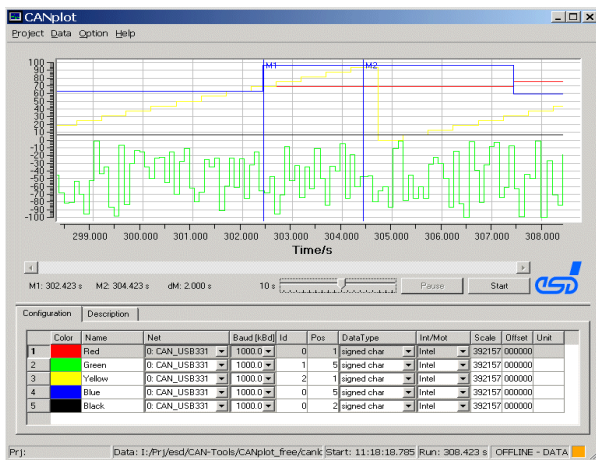 CANplot
Project Data Option Help
100
90
80
70
60
50
40
30
20
10
0
-10
-20
-30
-40
-50
-60
-70
-80
-90
-100
M1 M2
299.000 300.000 301.000 302.000 303.000 304.000 305.000 306.000 307.000 308.000
Time/s
M1: 302.423 s M2: 304.423 s dM: 2.000 s 10 s Pause Start esd
Configuration Description
Color Name Net Baud [kBd] Id Pos DataType Int/Mot Scale Offset Unit
1 Red 0: CAN_USB331 1000.0 0 1 signed char Intel 392157 000000
2 Green 0: CAN_USB331 1000.0 1 5 signed char Intel 392157 000000
3 Yellow 0: CAN_USB331 1000.0 2 1 signed char Intel 392157 000000
4 Blue 0: CAN_USB331 1000.0 0 5 signed char Intel 392157 000000
5 Black 0: CAN_USB331 1000.0 0 2 signed char Intel 392157 000000
Prj: Data: I:/Prj/esd/CAN-Tools/CANplot_free/canlc Start: 11:18:18.785 Run: 308.423 s OFFLINE - DATA